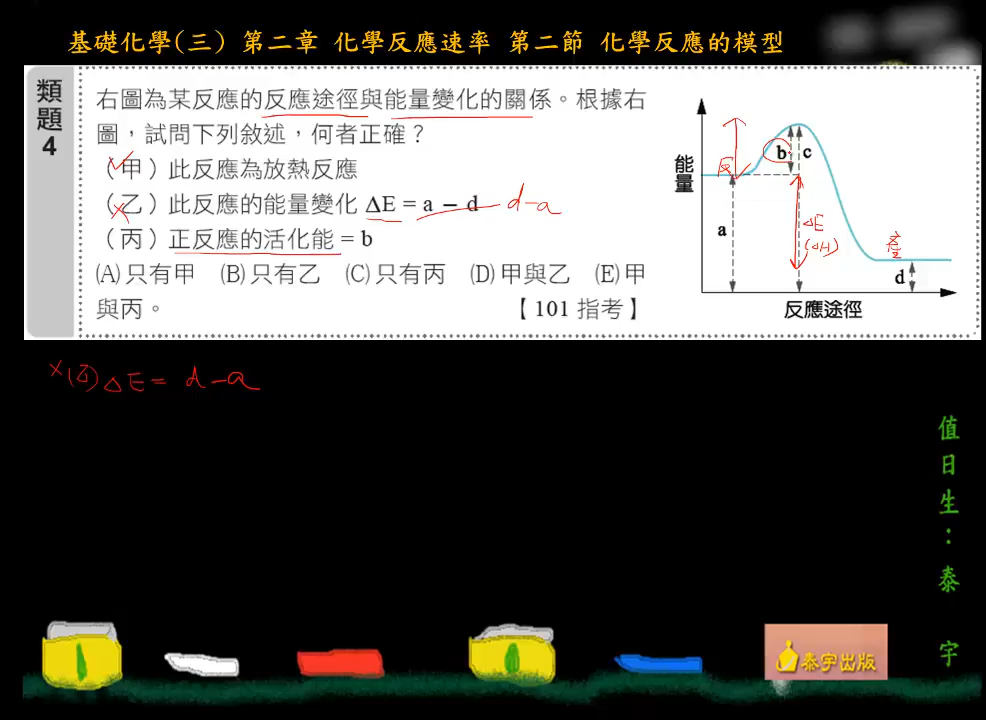 基礎化學(三) 第二章 化學反應速率 第二節 化學反應的模型
類題4
右圖為某反應的反應途徑與能量變化的關係。根據右
圖，試問下列敘述，何者正確？
（甲）此反應為放熱反應
（乙）此反應的能量變化 ΔE = a − d
d-a
（丙）正反應的活化能 = b
(A) 只有甲 (B) 只有乙 (C) 只有丙 (D) 甲與乙 (E) 甲
與丙。 【101 指考】
能量
反
b
c
a
ΔE
(ΔH)
產
d
反應途徑
×(乙)ΔE = d-a
值日生：泰 宇
泰宇出版